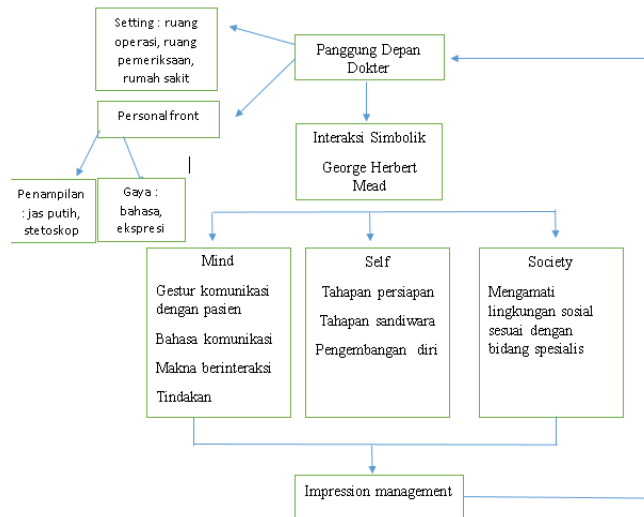 Setting : ruang
operasi, ruang
pemeriksaan,
rumah sakit
Panggung Depan
Dokter
Personal front
Interaksi Simbolik
George Herbert
Mead
Penampilan
: jas putih,
stetoskop
Gaya :
bahasa,
ekspresi
Mind
Gestur komunikasi
dengan pasien
Bahasa komunikasi
Makna berinteraksi
Tindakan
Self
Tahapan persiapan
Tahapan sandiwara
Pengembangan diri
Society
Mengamati
lingkungan sosial
sesuai dengan
bidang spesialis
Impression management